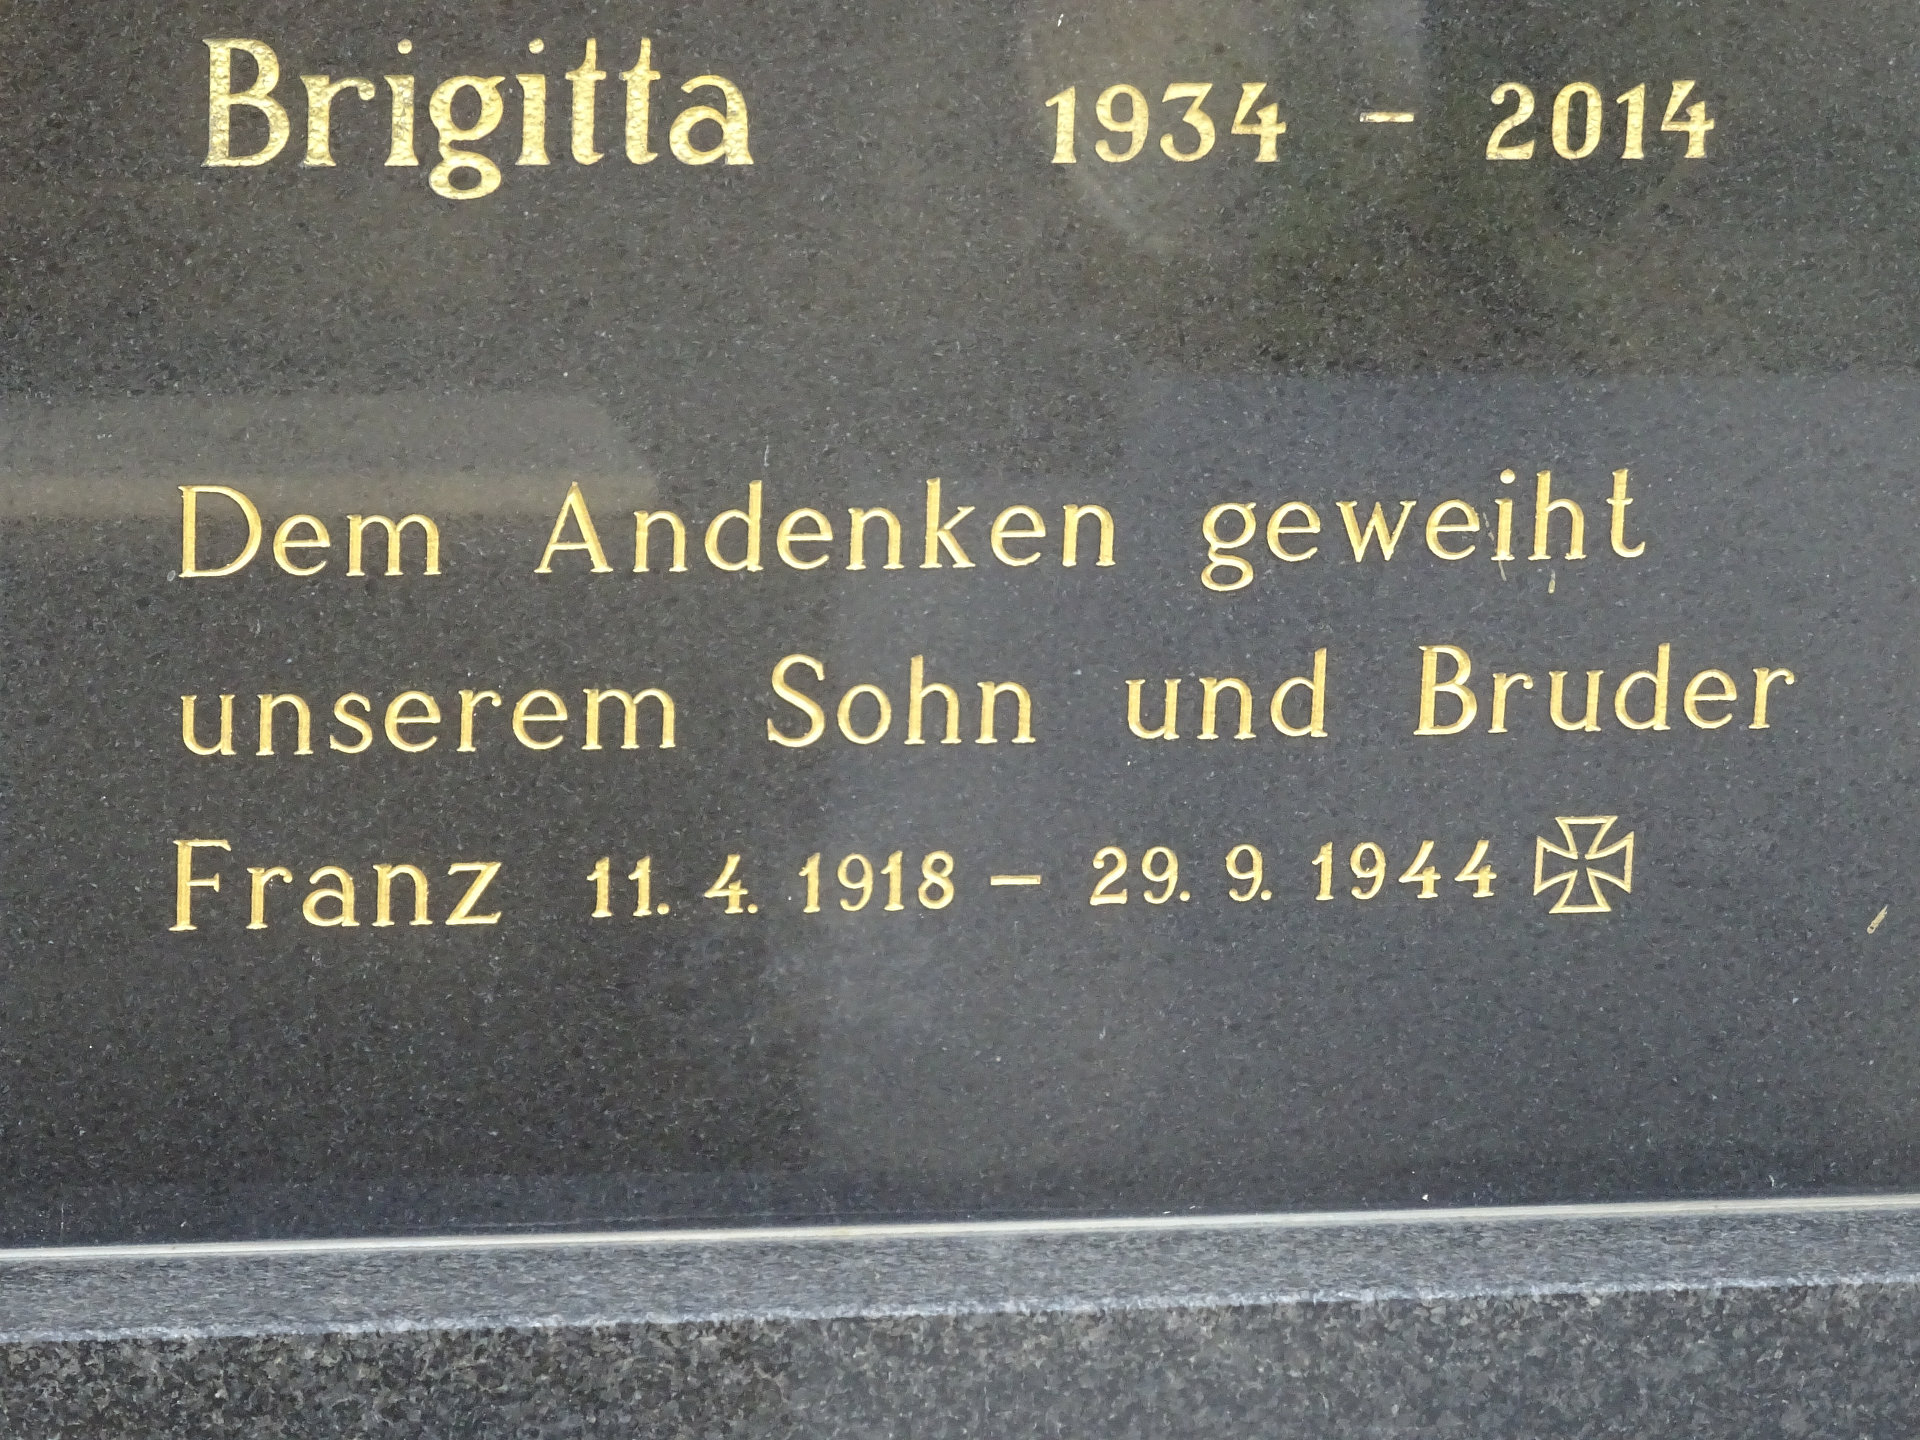 Brigitta 1934 – 2014
Dem Andenken geweiht
unserem Sohn und Bruder
Franz 11. 4. 1918 – 29. 9. 1944